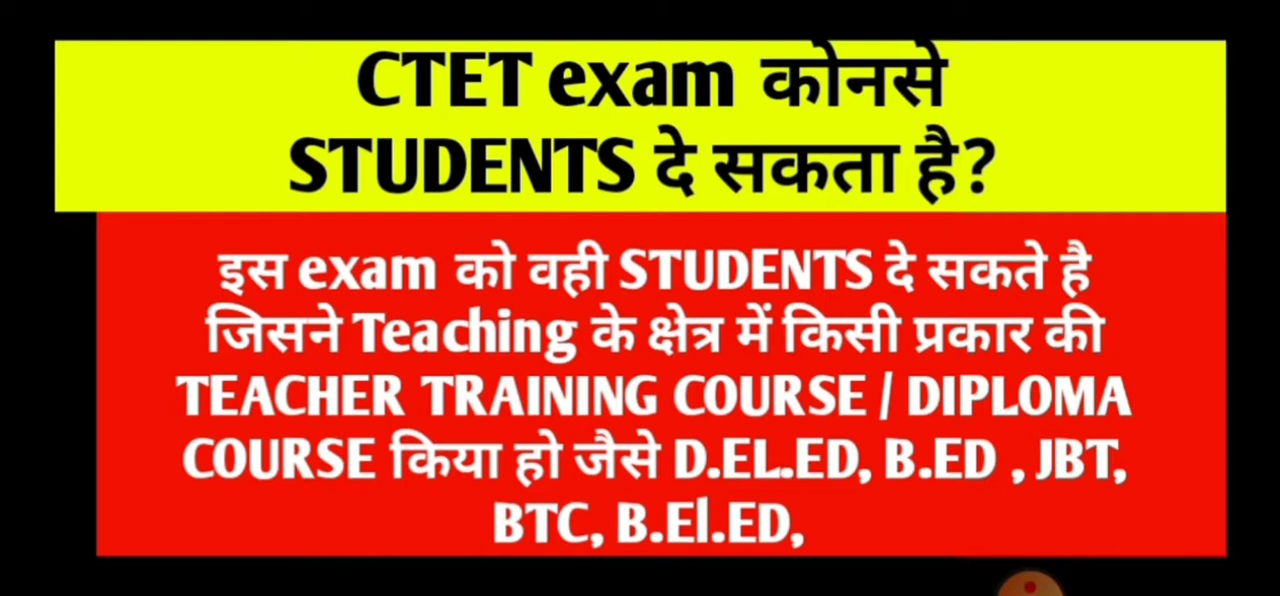 CTET exam कोनसे
STUDENTS दे सकता है?
इस exam को वही STUDENTS दे सकते है
जिसने Teaching के क्षेत्र में किसी प्रकार की
TEACHER TRAINING COURSE / DIPLOMA
COURSE किया हो जैसे D.EL.ED, B.ED , JBT,
BTC, B.El.ED,